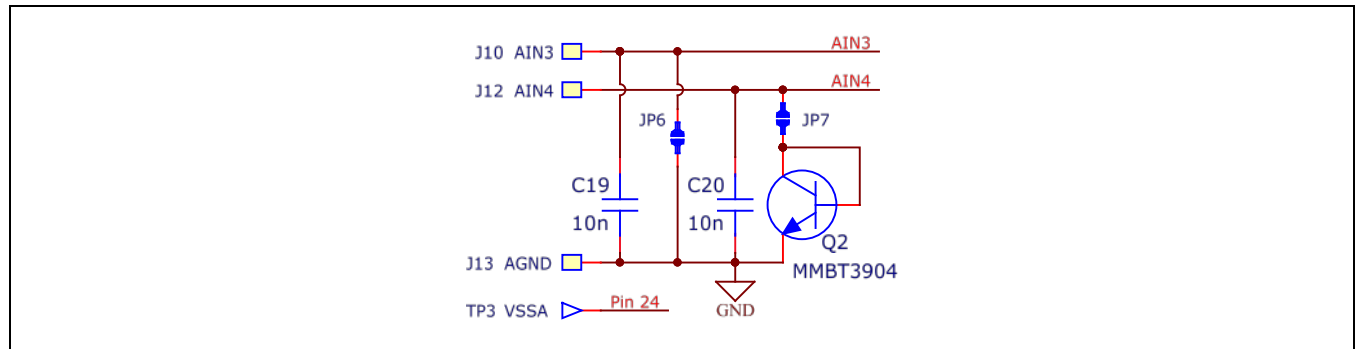 J10 AIN3
AIN3
J12 AIN4
AIN4
JP6
JP7
C19
10n
C20
10n
Q2
MMBT3904
J13 AGND
TP3 VSSA
Pin 24
GND